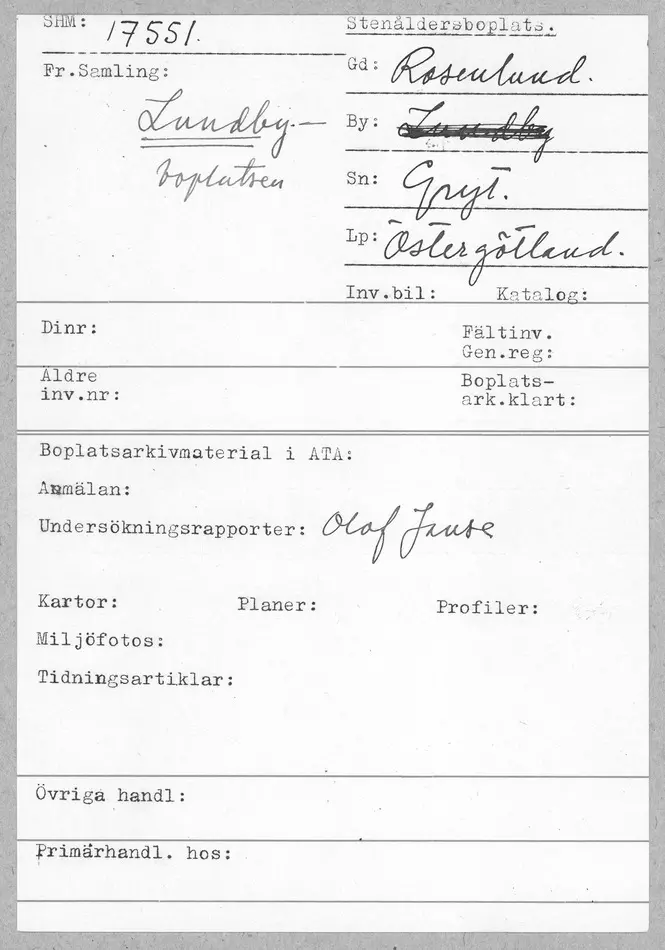 SHM: 17551.
Stenåldersboplats.
Fr.Samling:
Gd: Rosenlund.
Lundby-
boplatsen
By: Lundby
Sn: Gryt.
Lp: Östergötland.
Inv.bil: Katalog:
Dinr:
Fältinv.
Gen.reg:
Äldre
inv.nr:
Boplats-
ark.klart:
Boplatsarkivmaterial i ATA:
Anmälan:
Undersökningsrapporter: Olof Janse
Kartor: Planer: Profiler:
Miljöfotos:
Tidningsartiklar:
Övriga handl:
Primärhandl. hos: